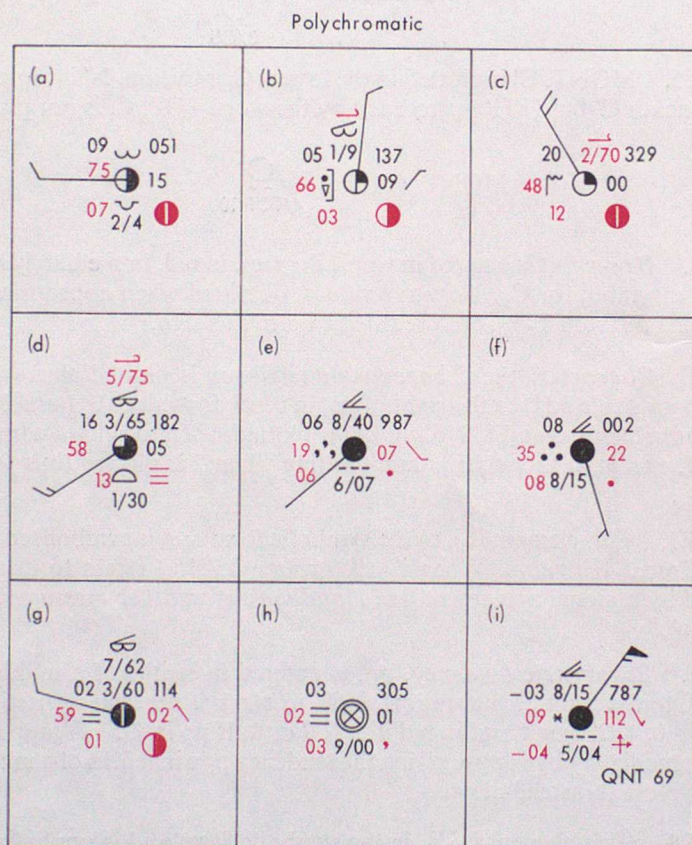 Polychromatic
(a)
09 051
75 15
07 2/4
(b)
05 1/9 137
66 09
03
(c)
20 2/70 329
48 00
12
(d)
5/75
16 3/65 182
58 05
13
1/30
(e)
06 8/40 987
19 07
06 6/07
(f)
08 002
35 22
08 8/15
(g)
7/62
02 3/60 114
59 02
01
(h)
03 305
02 01
03 9/00
(i)
-03 8/15 787
09 112
-04 5/04
QNT 69